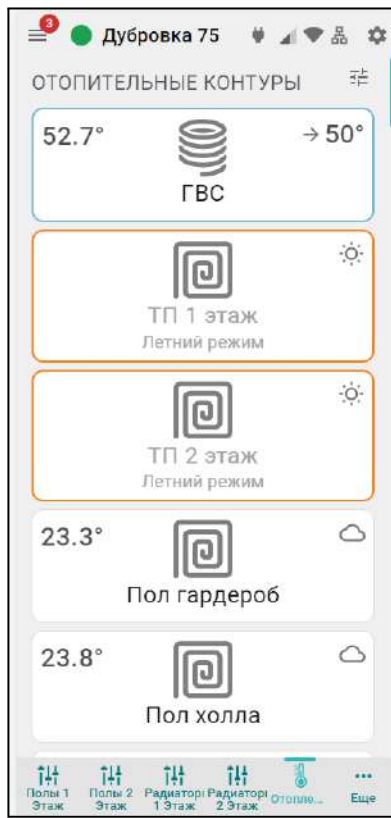 3
Дубровка 75
ОТОПИТЕЛЬНЫЕ КОНТУРЫ
52.7°
→ 50°
ГВС
ТП 1 этаж
Летний режим
ТП 2 этаж
Летний режим
23.3°
Пол гардероб
23.8°
Пол холла
Полы 1
Этаж
Полы 2
Этаж
Радиаторы
1 Этаж
Радиаторы
2 Этаж
Отопле...
Еще